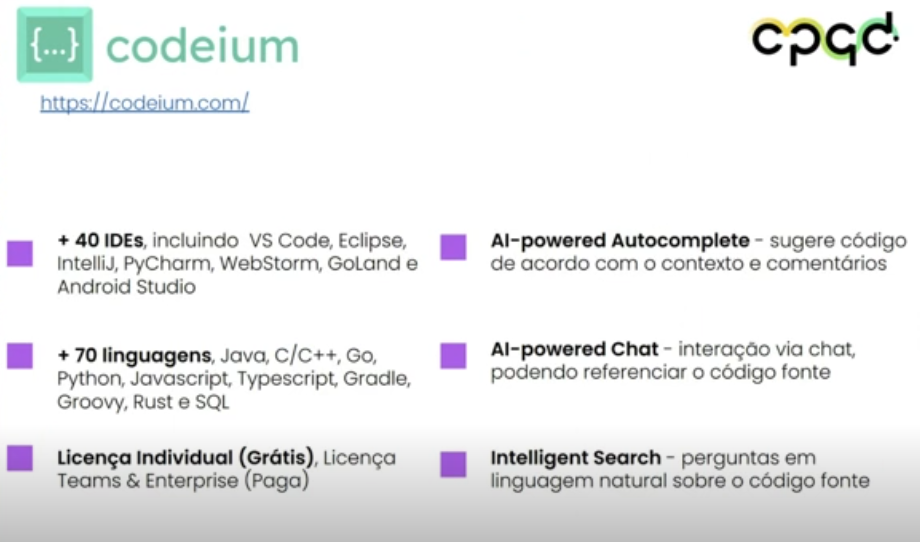 {...} codeium
cpqd
https://codeium.com/
+ 40 IDEs, incluindo VS Code, Eclipse,
IntelliJ, PyCharm, WebStorm, GoLand e
Android Studio
+ 70 linguagens, Java, C/C++, Go,
Python, Javascript, Typescript, Gradle,
Groovy, Rust e SQL
Licença Individual (Grátis), Licença
Teams & Enterprise (Paga)
AI-powered Autocomplete - sugere código
de acordo com o contexto e comentários
AI-powered Chat - interação via chat,
podendo referenciar o código fonte
Intelligent Search - perguntas em
linguagem natural sobre o código fonte